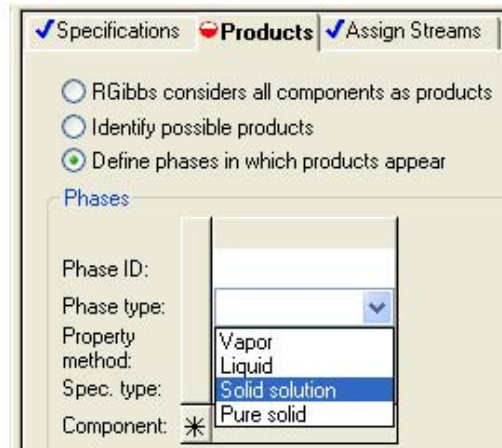 Specifications Products Assign Streams
RGibbs considers all components as products
Identify possible products
Define phases in which products appear
Phases
Phase ID:
Phase type:
Property
method:
Spec. type:
Component: *
Vapor
Liquid
Solid solution
Pure solid